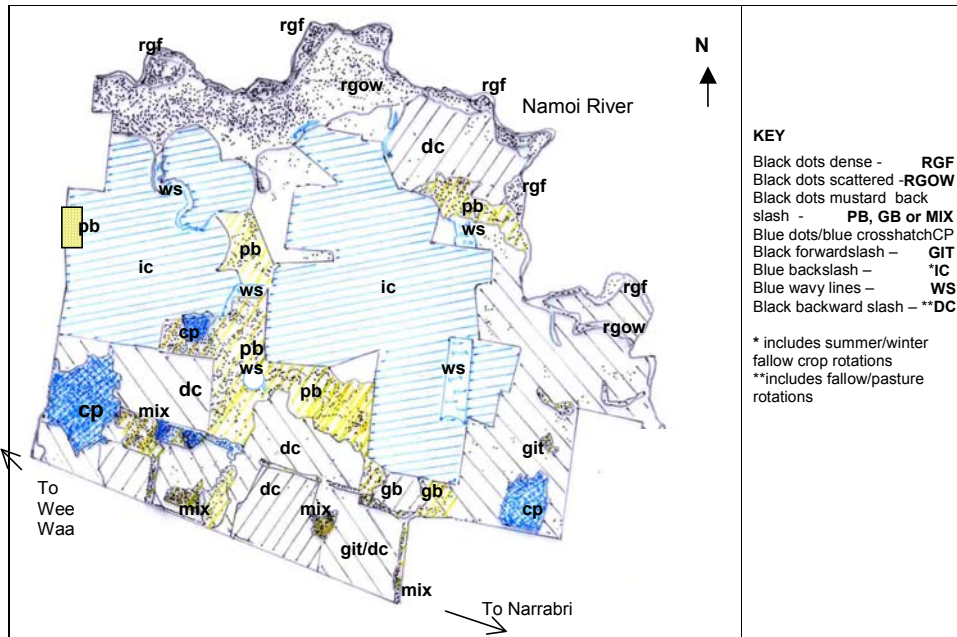 rgf
rgf
N
rgow
rgf
Namoi River
dc
ws
rgf
pb
pb
ws
pb
ic
ic
ws
rgf
rgow
cp
pb
ws
ws
dc
pb
cp
mix
dc
git
dc
gb
gb
mix
mix
cp
git/dc
To
Wee
Waa
mix
To Narrabri
KEY
Black dots dense - RGF
Black dots scattered -RGOW
Black dots mustard back
slash - PB, GB or MIX
Blue dots/blue crosshatchCP
Black forwardslash – GIT
Blue backslash – *IC
Blue wavy lines – WS
Black backward slash – **DC
* includes summer/winter
fallow crop rotations
**includes fallow/pasture
rotations